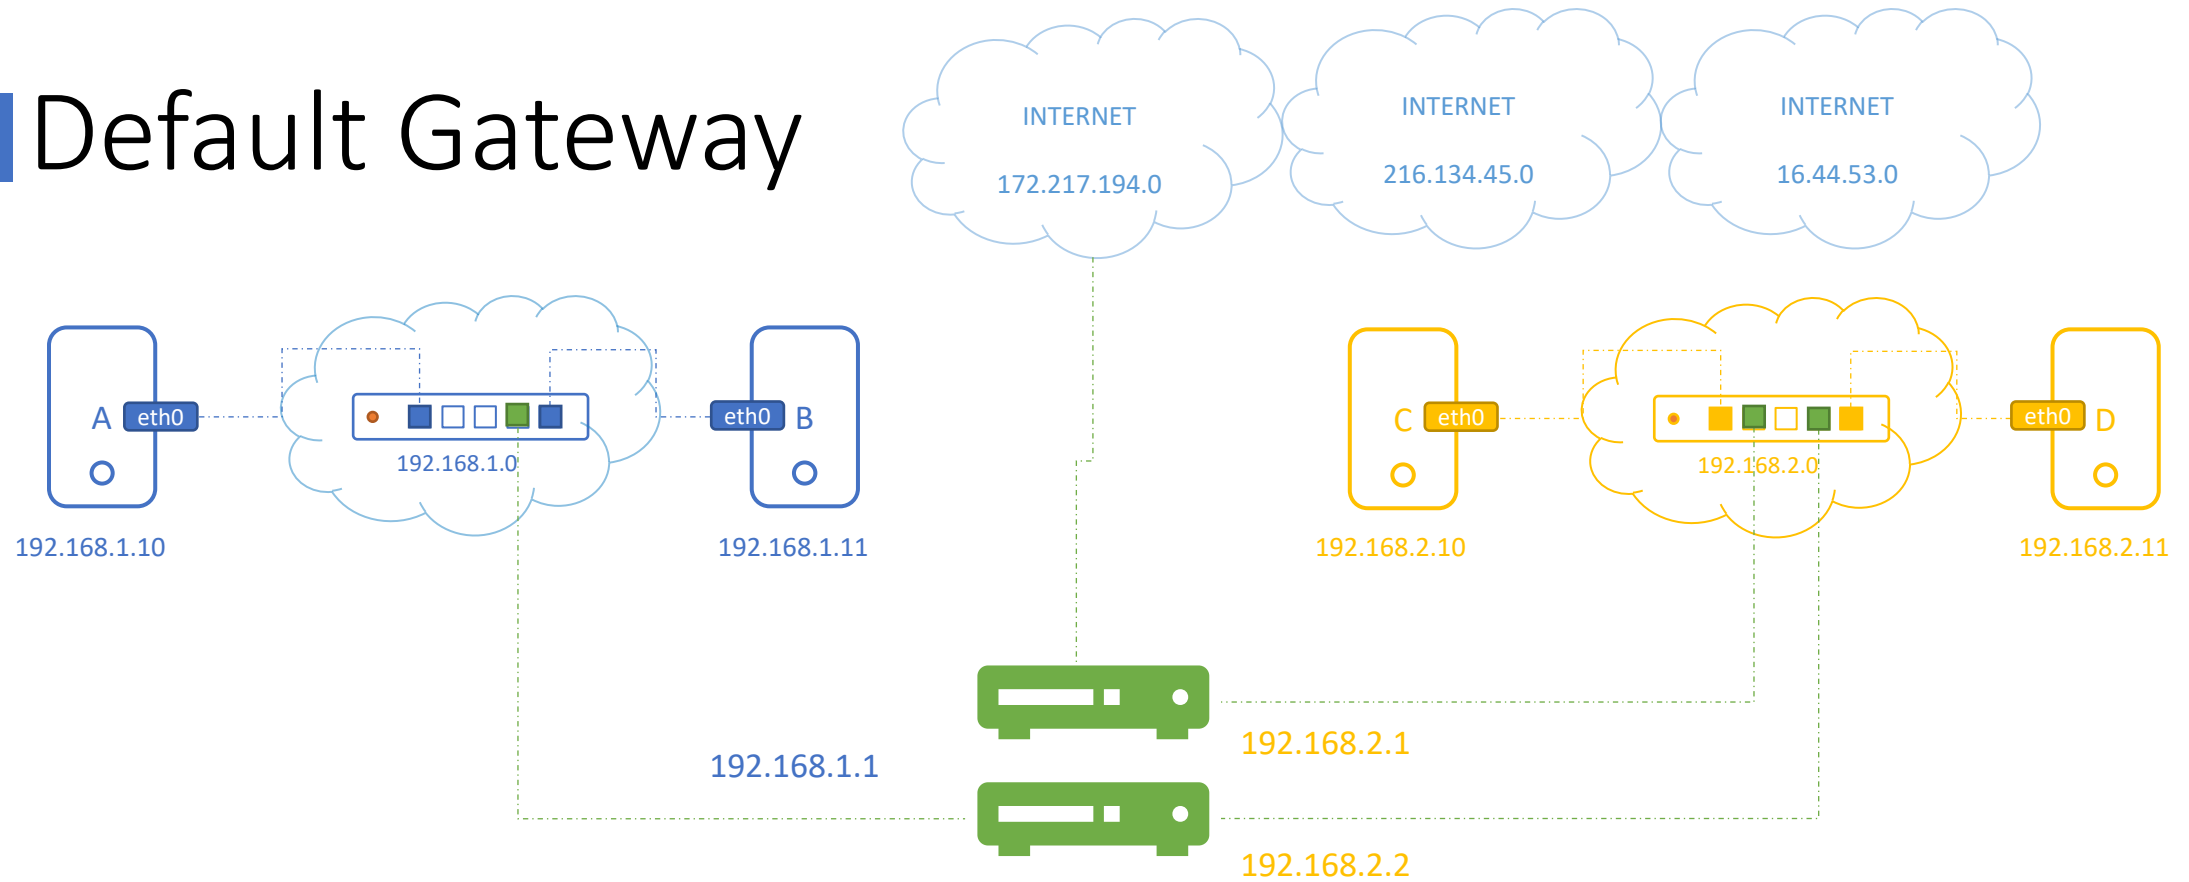 Default Gateway
INTERNET
172.217.194.0
INTERNET
216.134.45.0
INTERNET
16.44.53.0
A
eth0
192.168.1.0
eth0
B
192.168.1.10
192.168.1.11
C
eth0
192.168.2.0
eth0
D
192.168.2.10
192.168.2.11
192.168.1.1
192.168.2.1
192.168.2.2